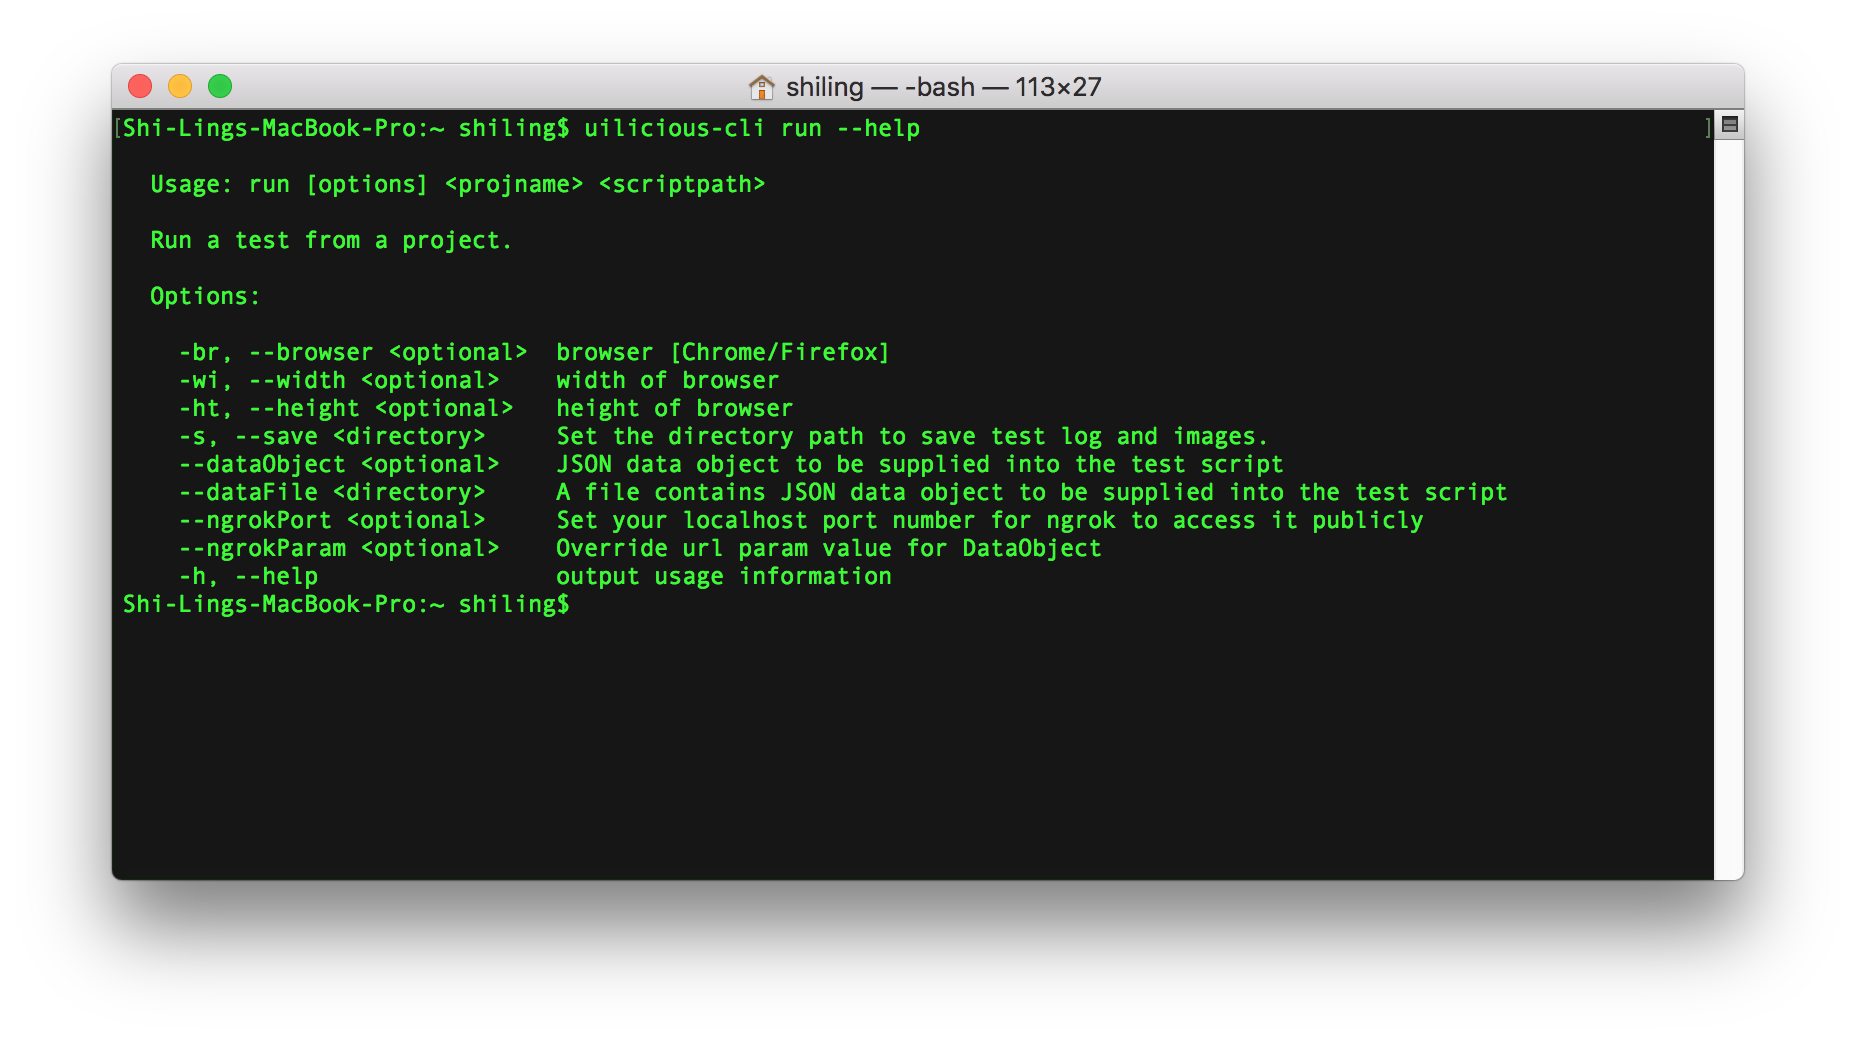 shiling — -bash — 113×27
[Shi-Lings-MacBook-Pro:~ shiling$ uilicious-cli run --help ]
Usage: run [options] <projname> <scriptpath>
Run a test from a project.
Options:
-br, --browser <optional>  browser [Chrome/Firefox]
-wi, --width <optional>    width of browser
-ht, --height <optional>   height of browser
-s, --save <directory>     Set the directory path to save test log and images.
--dataObject <optional>    JSON data object to be supplied into the test script
--dataFile <directory>     A file contains JSON data object to be supplied into the test script
--ngrokPort <optional>     Set your localhost port number for ngrok to access it publicly
--ngrokParam <optional>    Override url param value for DataObject
-h, --help                 output usage information
Shi-Lings-MacBook-Pro:~ shiling$